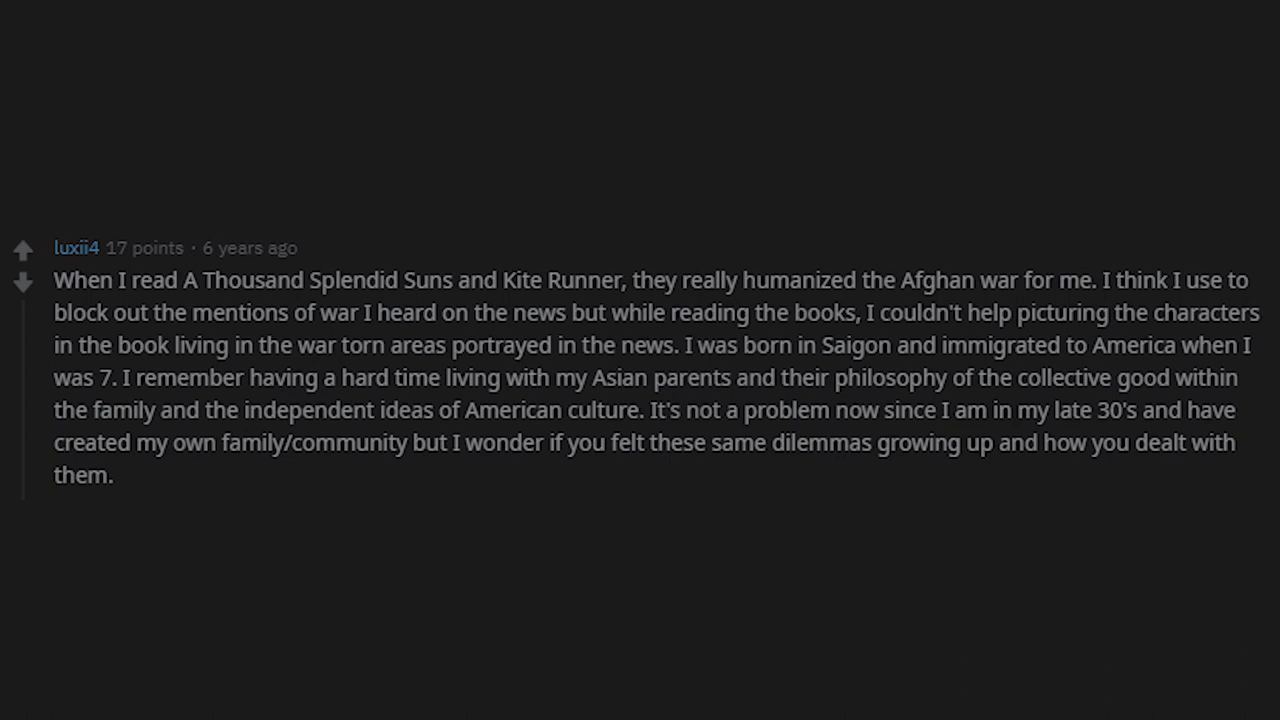 luxii4 17 points · 6 years ago
When I read A Thousand Splendid Suns and Kite Runner, they really humanized the Afghan war for me. I think I use to
block out the mentions of war I heard on the news but while reading the books, I couldn't help picturing the characters
in the book living in the war torn areas portrayed in the news. I was born in Saigon and immigrated to America when I
was 7. I remember having a hard time living with my Asian parents and their philosophy of the collective good within
the family and the independent ideas of American culture. It's not a problem now since I am in my late 30's and have
created my own family/community but I wonder if you felt these same dilemmas growing up and how you dealt with
them.